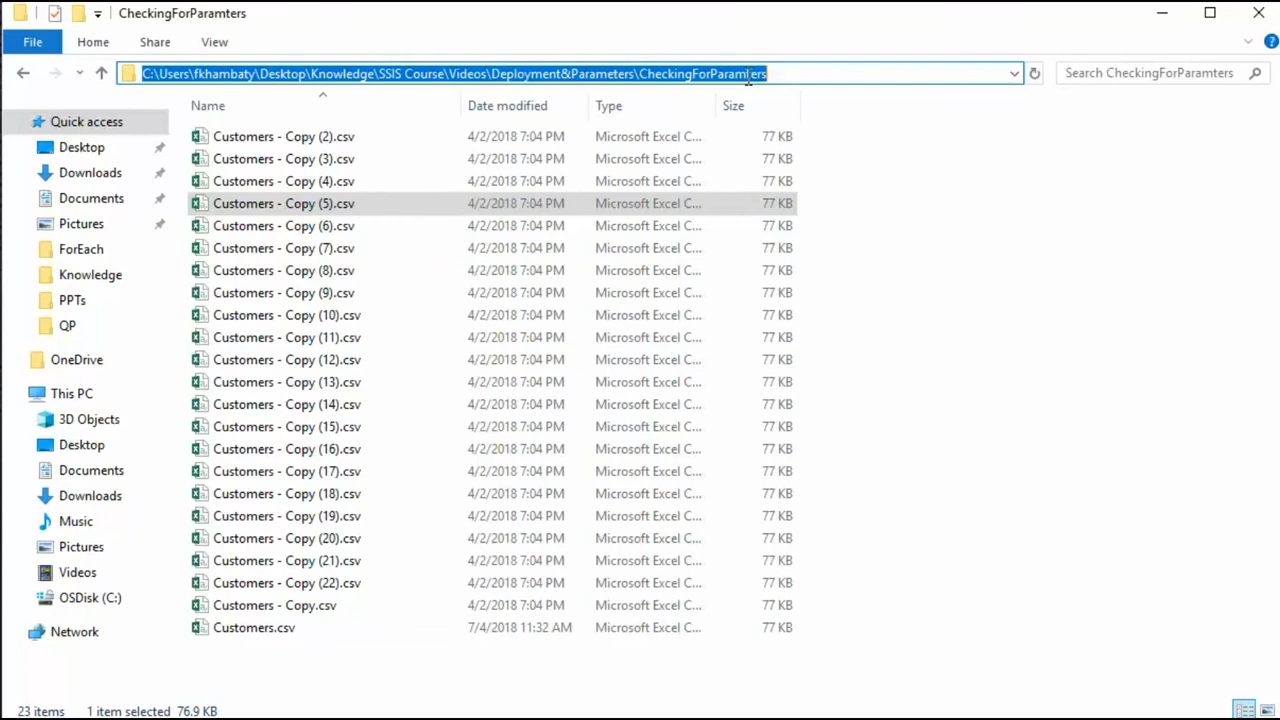 CheckingForParamters
File Home Share View
C:\Users\fkhambaty\Desktop\Knowledge\SSIS Course\Videos\Deployment&Parameters\CheckingForParamters
Search CheckingForParamters
Name Date modified Type Size
Quick access
Desktop
Downloads
Documents
Pictures
ForEach
Knowledge
PPTs
QP
OneDrive
This PC
3D Objects
Desktop
Documents
Downloads
Music
Pictures
Videos
OSDisk (C:)
Network
Customers - Copy (2).csv 4/2/2018 7:04 PM Microsoft Excel C... 77 KB
Customers - Copy (3).csv 4/2/2018 7:04 PM Microsoft Excel C... 77 KB
Customers - Copy (4).csv 4/2/2018 7:04 PM Microsoft Excel C... 77 KB
Customers - Copy (5).csv 4/2/2018 7:04 PM Microsoft Excel C... 77 KB
Customers - Copy (6).csv 4/2/2018 7:04 PM Microsoft Excel C... 77 KB
Customers - Copy (7).csv 4/2/2018 7:04 PM Microsoft Excel C... 77 KB
Customers - Copy (8).csv 4/2/2018 7:04 PM Microsoft Excel C... 77 KB
Customers - Copy (9).csv 4/2/2018 7:04 PM Microsoft Excel C... 77 KB
Customers - Copy (10).csv 4/2/2018 7:04 PM Microsoft Excel C... 77 KB
Customers - Copy (11).csv 4/2/2018 7:04 PM Microsoft Excel C... 77 KB
Customers - Copy (12).csv 4/2/2018 7:04 PM Microsoft Excel C... 77 KB
Customers - Copy (13).csv 4/2/2018 7:04 PM Microsoft Excel C... 77 KB
Customers - Copy (14).csv 4/2/2018 7:04 PM Microsoft Excel C... 77 KB
Customers - Copy (15).csv 4/2/2018 7:04 PM Microsoft Excel C... 77 KB
Customers - Copy (16).csv 4/2/2018 7:04 PM Microsoft Excel C... 77 KB
Customers - Copy (17).csv 4/2/2018 7:04 PM Microsoft Excel C... 77 KB
Customers - Copy (18).csv 4/2/2018 7:04 PM Microsoft Excel C... 77 KB
Customers - Copy (19).csv 4/2/2018 7:04 PM Microsoft Excel C... 77 KB
Customers - Copy (20).csv 4/2/2018 7:04 PM Microsoft Excel C... 77 KB
Customers - Copy (21).csv 4/2/2018 7:04 PM Microsoft Excel C... 77 KB
Customers - Copy (22).csv 4/2/2018 7:04 PM Microsoft Excel C... 77 KB
Customers - Copy.csv 4/2/2018 7:04 PM Microsoft Excel C... 77 KB
Customers.csv 7/4/2018 11:32 AM Microsoft Excel C... 77 KB
23 items 1 item selected 76.9 KB